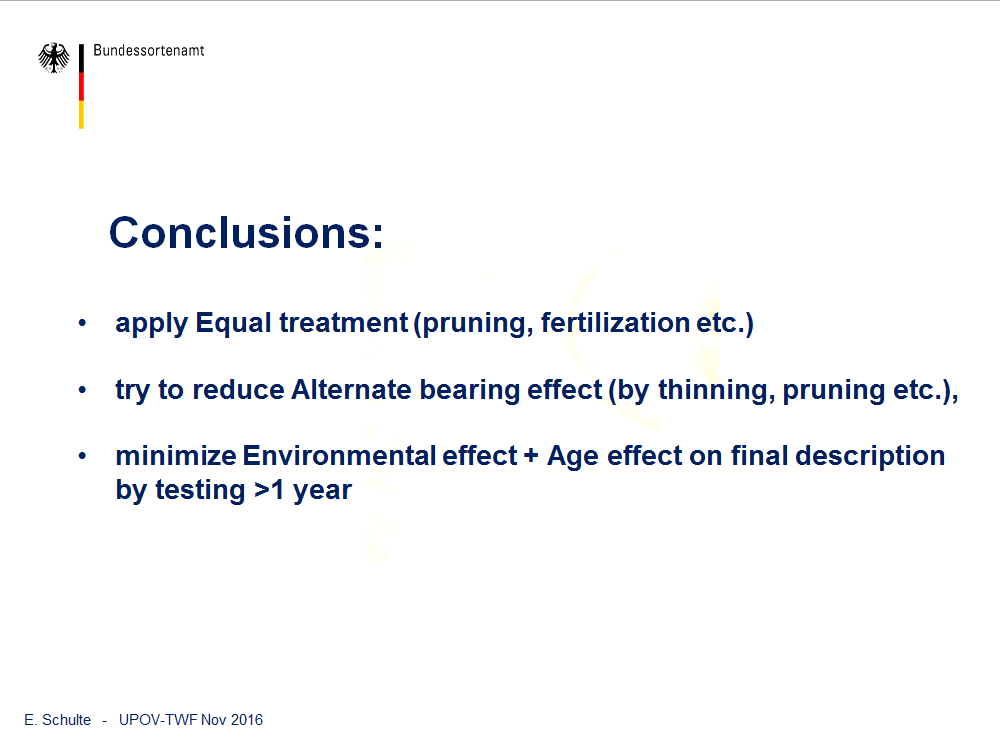 Bundessortenamt
Conclusions:
• apply Equal treatment (pruning, fertilization etc.)
• try to reduce Alternate bearing effect (by thinning, pruning etc.),
• minimize Environmental effect + Age effect on final description
by testing >1 year
E. Schulte - UPOV-TWF Nov 2016